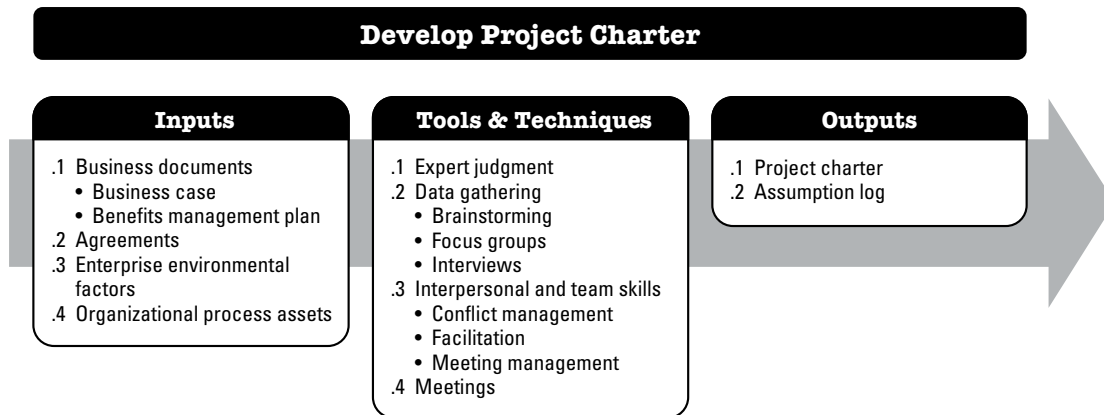 Develop Project Charter
Inputs
.1 Business documents
• Business case
• Benefits management plan
.2 Agreements
.3 Enterprise environmental
factors
.4 Organizational process assets
Tools & Techniques
.1 Expert judgment
.2 Data gathering
• Brainstorming
• Focus groups
• Interviews
.3 Interpersonal and team skills
• Conflict management
• Facilitation
• Meeting management
.4 Meetings
Outputs
.1 Project charter
.2 Assumption log